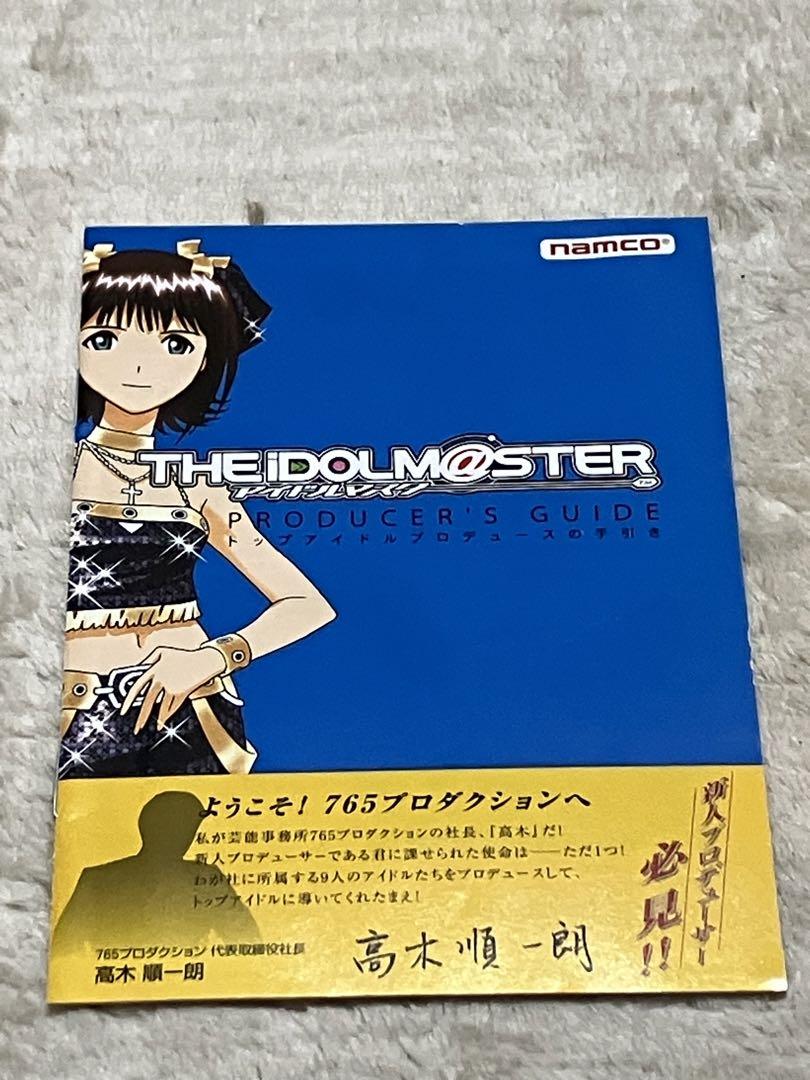 namco®
THE iDOLM@STER
アイドルマスター
TM
PRODUCER'S GUIDE
トップアイドルプロデュースの手引き
ようこそ！765プロダクションへ
私が芸能事務所765プロダクションの社長、『高木』だ！
新人プロデューサーである君に課せられた使命は──ただ1つ！
わが社に所属する9人のアイドルたちをプロデュースして、
トップアイドルに導いてくれたまえ！
765プロダクション 代表取締役社長
高木 順一朗
高木順一朗
新人プロデューサー
必見！！